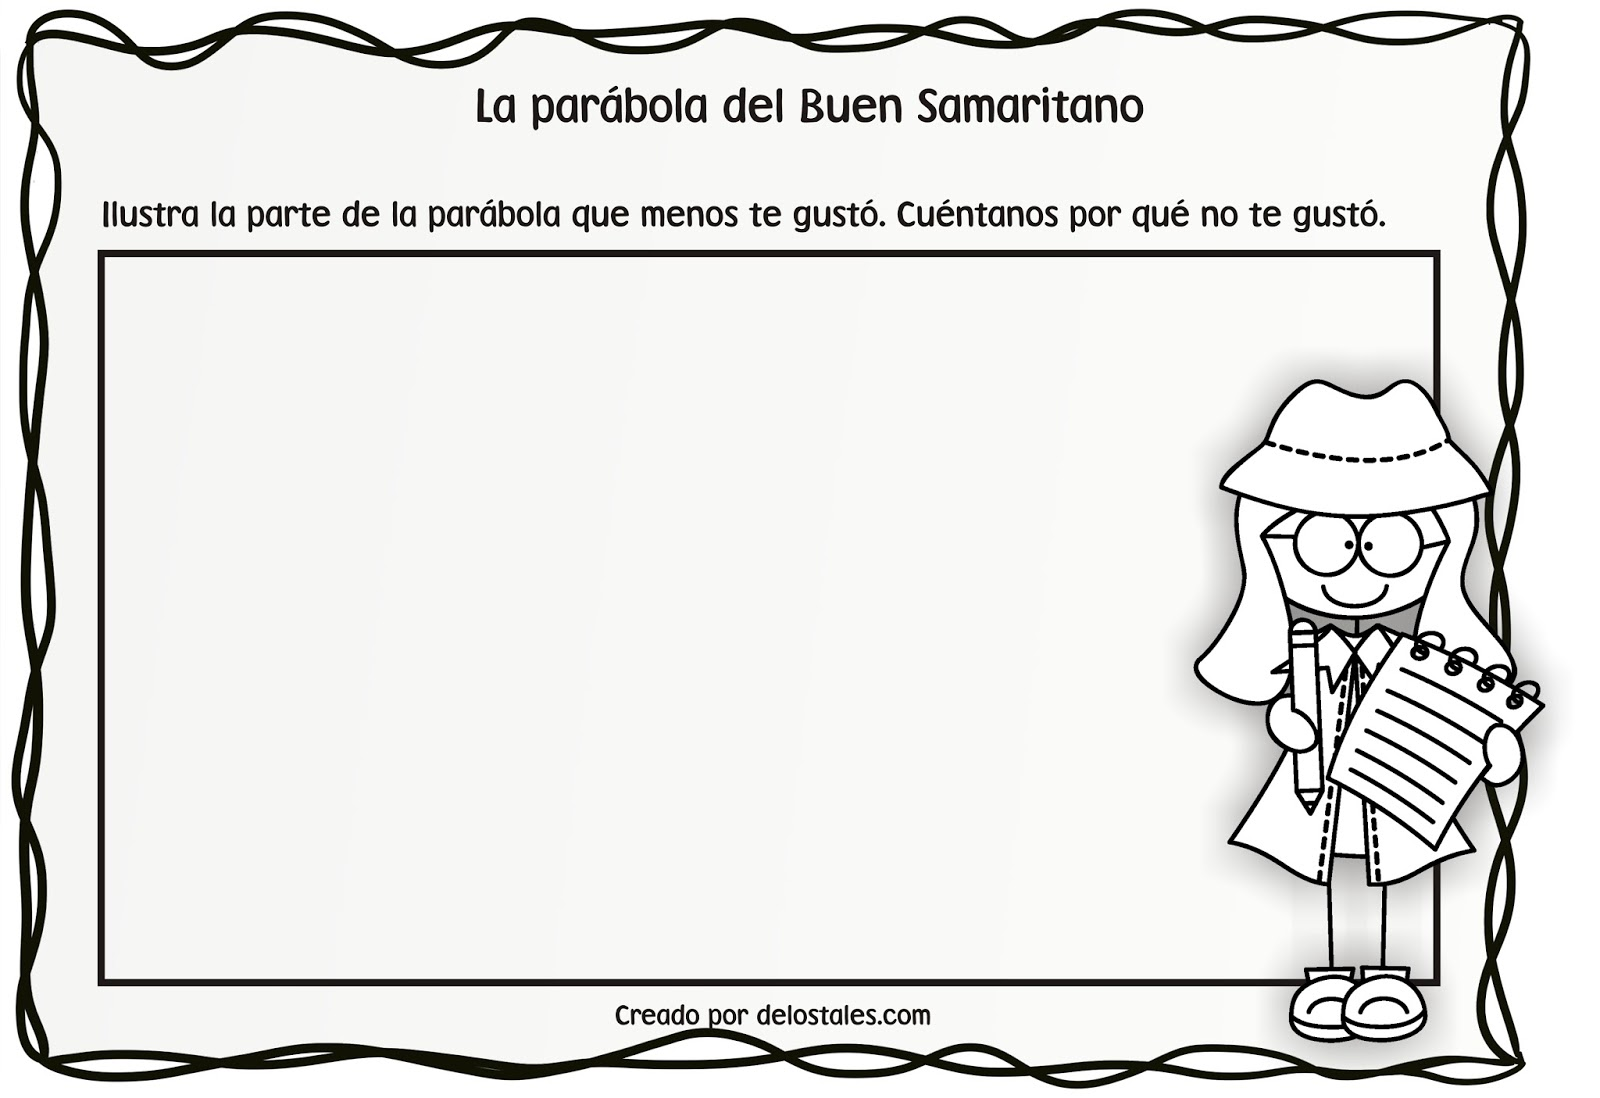 La parábola del Buen Samaritano
Ilustra la parte de la parábola que menos te gustó. Cuéntanos por qué no te gustó.
Creado por delostales.com